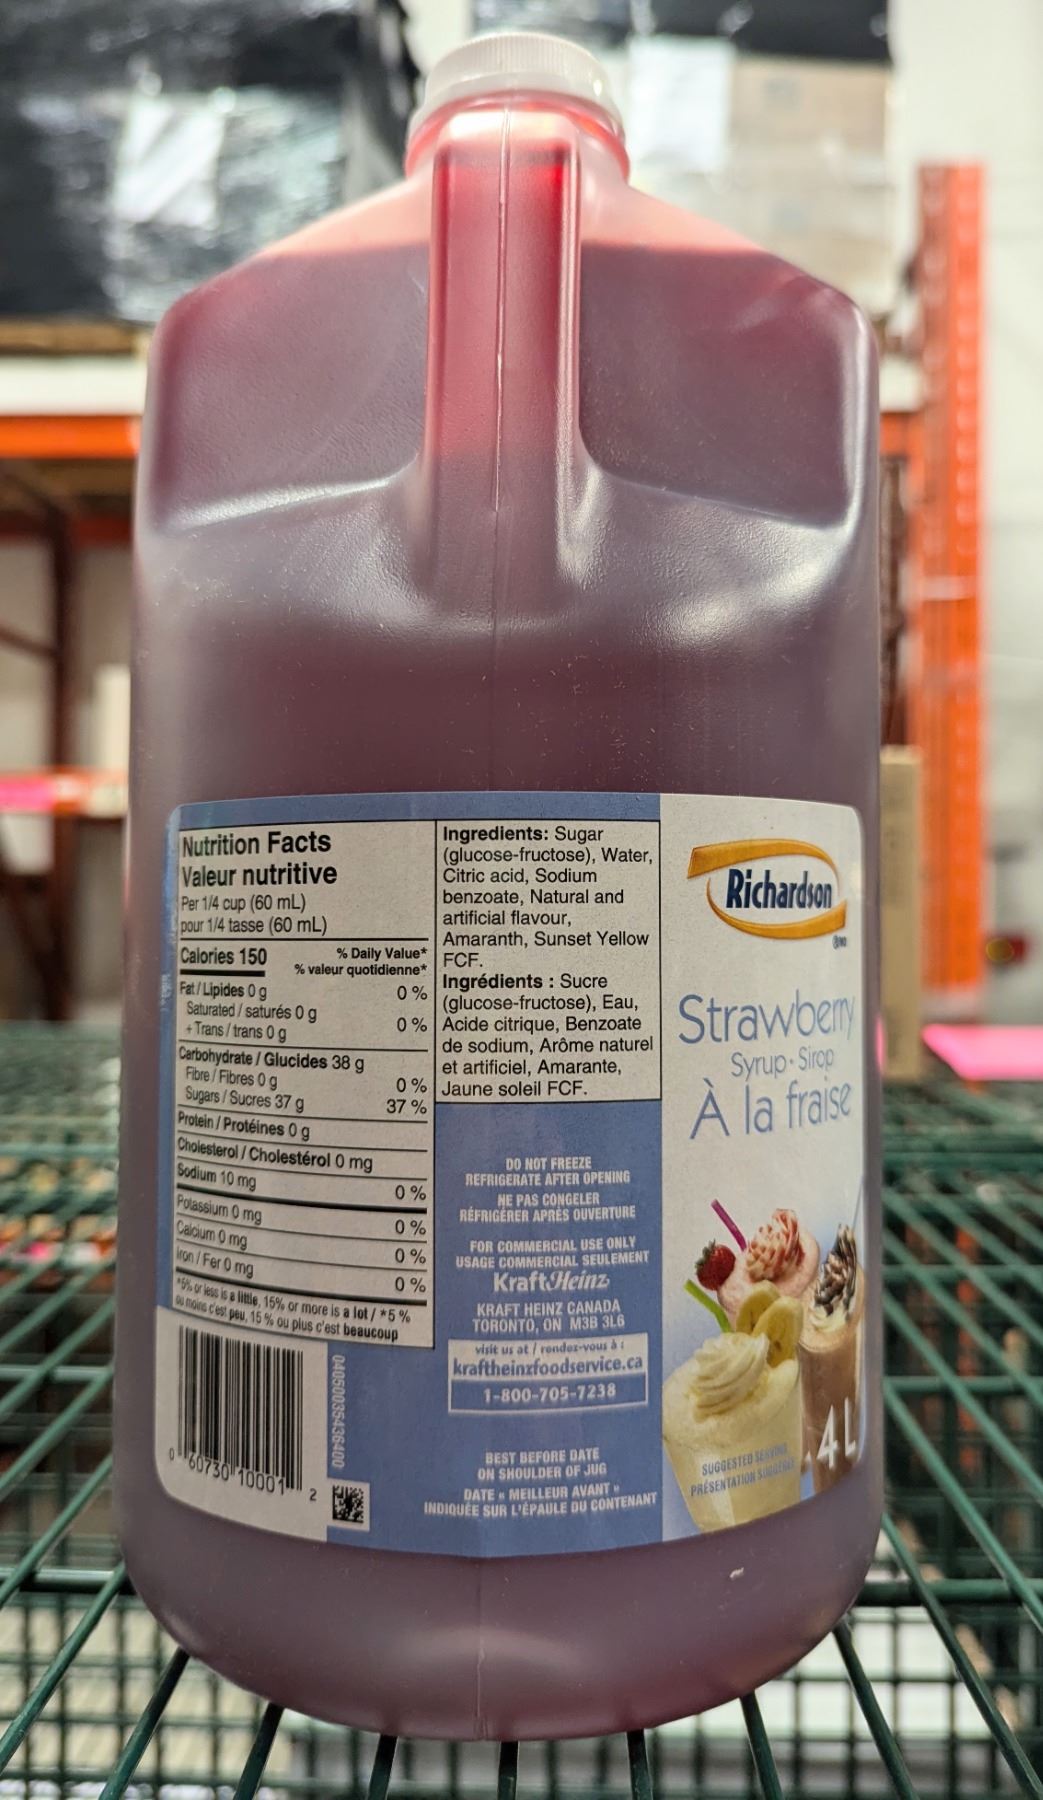 Nutrition Facts
Valeur nutritive
Per 1/4 cup (60 mL)
pour 1/4 tasse (60 mL)
Calories 150
% Daily Value*
% valeur quotidienne*
Fat / Lipides 0 g 0 %
Saturated / saturés 0 g
+ Trans / trans 0 g 0 %
Carbohydrate / Glucides 38 g
Fibre / Fibres 0 g 0 %
Sugars / Sucres 37 g 37 %
Protein / Protéines 0 g
Cholesterol / Cholestérol 0 mg
Sodium 10 mg 0 %
Potassium 0 mg 0 %
Calcium 0 mg 0 %
Iron / Fer 0 mg 0 %
*5% or less is a little, 15% or more is a lot / *5 %
ou moins c'est peu, 15 % ou plus c'est beaucoup
0 60730 10001 2
04050035436400
Ingredients: Sugar
(glucose-fructose), Water,
Citric acid, Sodium
benzoate, Natural and
artificial flavour,
Amaranth, Sunset Yellow
FCF.
Ingrédients : Sucre
(glucose-fructose), Eau,
Acide citrique, Benzoate
de sodium, Arôme naturel
et artificiel, Amarante,
Jaune soleil FCF.
DO NOT FREEZE
REFRIGERATE AFTER OPENING
NE PAS CONGELER
RÉFRIGÉRER APRÈS OUVERTURE
FOR COMMERCIAL USE ONLY
USAGE COMMERCIAL SEULEMENT
KraftHeinz
KRAFT HEINZ CANADA
TORONTO, ON M3B 3L6
visit us at / rendez-vous à :
kraftheinzfoodservice.ca
1-800-705-7238
BEST BEFORE DATE
ON SHOULDER OF JUG
DATE « MEILLEUR AVANT »
INDIQUÉE SUR L'ÉPAULE DU CONTENANT
Richardson
Strawberry
Syrup · Sirop
À la fraise
4 L
SUGGESTED SERVING
PRÉSENTATION SUGGÉRÉE